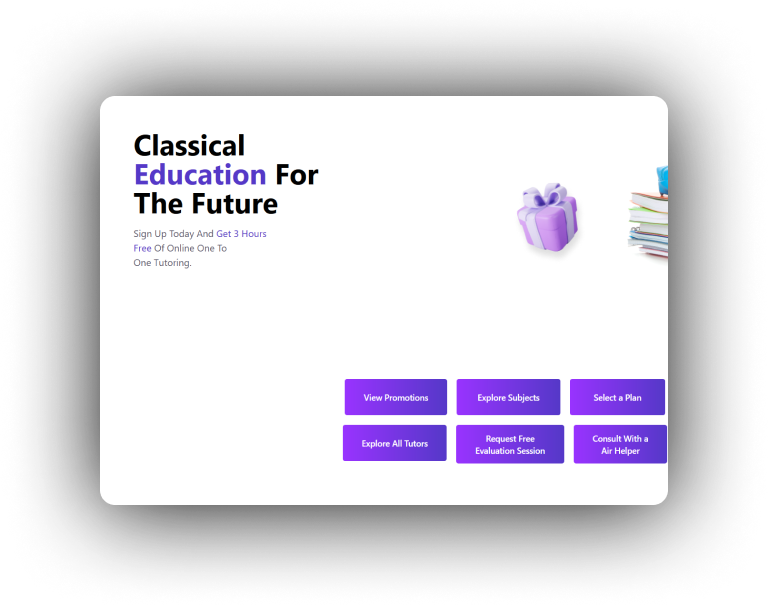 Classical
Education For
The Future
Sign Up Today And Get 3 Hours
Free Of Online One To
One Tutoring.
View Promotions
Explore Subjects
Select a Plan
Explore All Tutors
Request Free
Evaluation Session
Consult With a
Air Helper